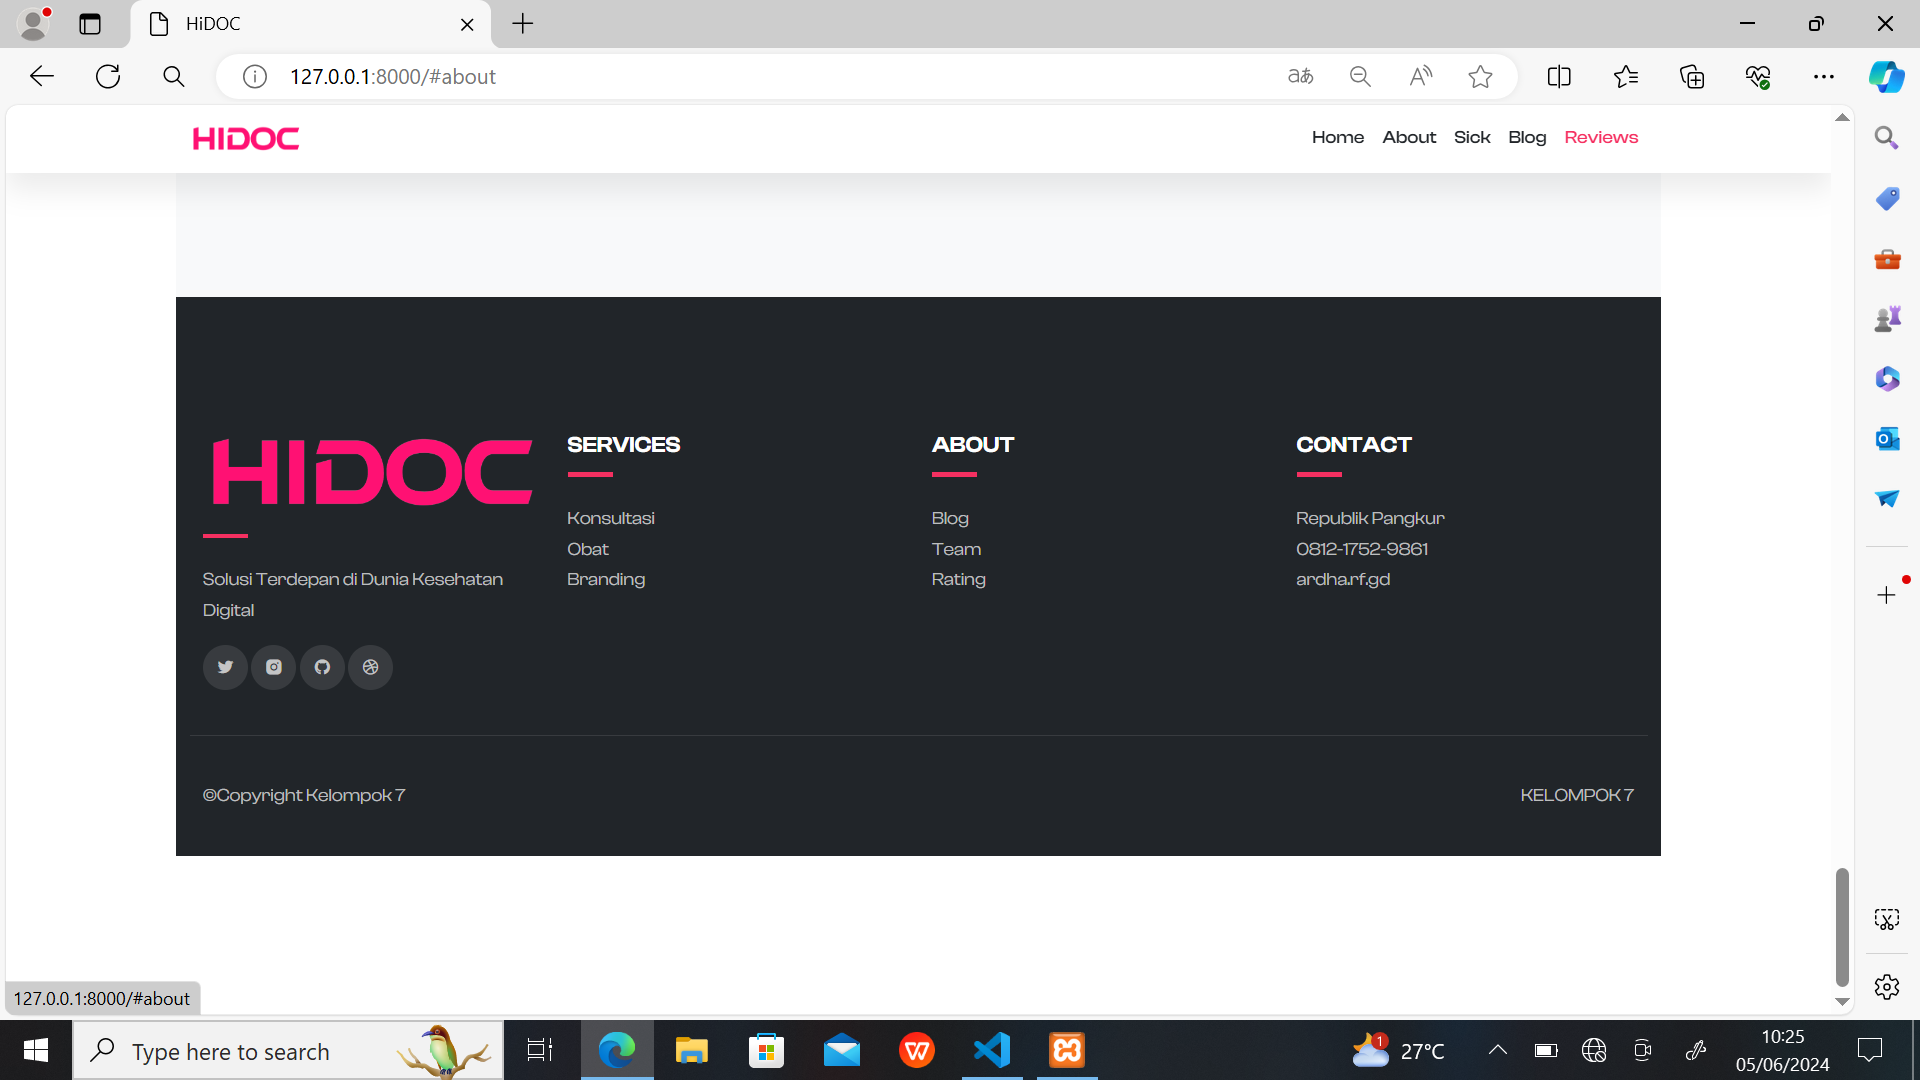 HiDOC
127.0.0.1:8000/#about
HIDOC
Home About Sick Blog Reviews
HIDOC
Solusi Terdepan di Dunia Kesehatan
Digital
SERVICES
Konsultasi
Obat
Branding
ABOUT
Blog
Team
Rating
CONTACT
Republik Pangkur
0812-1752-9861
ardha.rf.gd
©Copyright Kelompok 7
KELOMPOK 7
127.0.0.1:8000/#about
Type here to search
1
27°C
10:25
05/06/2024